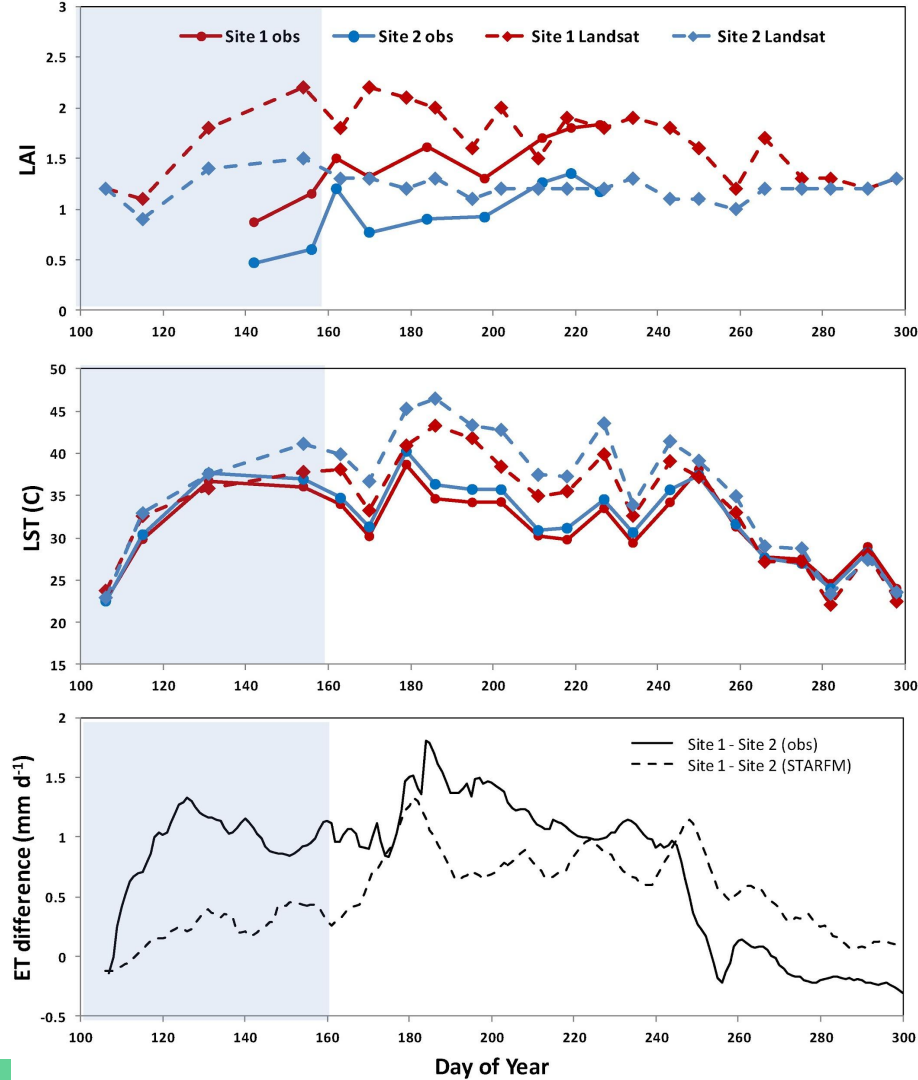 3
Site 1 obs Site 2 obs Site 1 Landsat Site 2 Landsat
2.5
2
LAI
1.5
1
0.5
0
100 120 140 160 180 200 220 240 260 280 300
50
45
40
35
LST (C)
30
25
20
15
100 120 140 160 180 200 220 240 260 280 300
2
Site 1 - Site 2 (obs)
Site 1 - Site 2 (STARFM)
1.5
1
ET difference (mm d-1)
0.5
0
-0.5
100 120 140 160 180 200 220 240 260 280 300
Day of Year